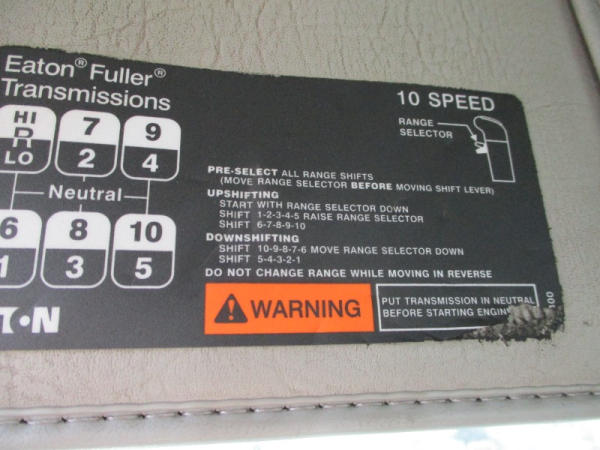 Eaton® Fuller®
Transmissions
10 SPEED
RANGE
SELECTOR
HI
R
LO
7
2
9
4
Neutral
6
1
8
3
10
5
PRE-SELECT ALL RANGE SHIFTS
(MOVE RANGE SELECTOR BEFORE MOVING SHIFT LEVER)
UPSHIFTING
START WITH RANGE SELECTOR DOWN
SHIFT 1-2-3-4-5 RAISE RANGE SELECTOR
SHIFT 6-7-8-9-10
DOWNSHIFTING
SHIFT 10-9-8-7-6 MOVE RANGE SELECTOR DOWN
SHIFT 5-4-3-2-1
DO NOT CHANGE RANGE WHILE MOVING IN REVERSE
WARNING
PUT TRANSMISSION IN NEUTRAL
BEFORE STARTING ENGIN
T•N